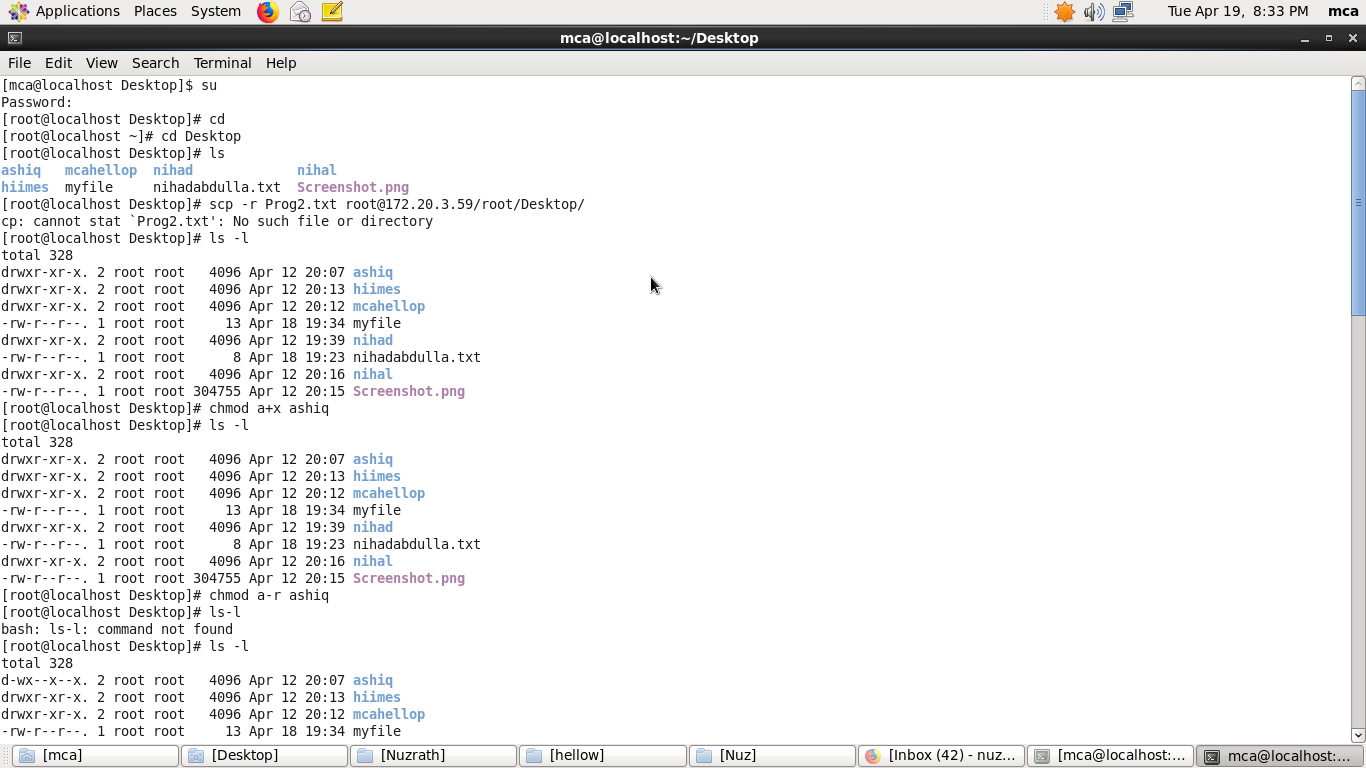 Applications Places System Tue Apr 19, 8:33 PM mca
mca@localhost:~/Desktop
File Edit View Search Terminal Help
[mca@localhost Desktop]$ su
Password:
[root@localhost Desktop]# cd
[root@localhost ~]# cd Desktop
[root@localhost Desktop]# ls
ashiq   mcahellop  nihad             nihal
hiimes  myfile     nihadabdulla.txt  Screenshot.png
[root@localhost Desktop]# scp -r Prog2.txt root@172.20.3.59/root/Desktop/
cp: cannot stat `Prog2.txt': No such file or directory
[root@localhost Desktop]# ls -l
total 328
drwxr-xr-x. 2 root root   4096 Apr 12 20:07 ashiq
drwxr-xr-x. 2 root root   4096 Apr 12 20:13 hiimes
drwxr-xr-x. 2 root root   4096 Apr 12 20:12 mcahellop
-rw-r--r--. 1 root root     13 Apr 18 19:34 myfile
drwxr-xr-x. 2 root root   4096 Apr 12 19:39 nihad
-rw-r--r--. 1 root root      8 Apr 18 19:23 nihadabdulla.txt
drwxr-xr-x. 2 root root   4096 Apr 12 20:16 nihal
-rw-r--r--. 1 root root 304755 Apr 12 20:15 Screenshot.png
[root@localhost Desktop]# chmod a+x ashiq
[root@localhost Desktop]# ls -l
total 328
drwxr-xr-x. 2 root root   4096 Apr 12 20:07 ashiq
drwxr-xr-x. 2 root root   4096 Apr 12 20:13 hiimes
drwxr-xr-x. 2 root root   4096 Apr 12 20:12 mcahellop
-rw-r--r--. 1 root root     13 Apr 18 19:34 myfile
drwxr-xr-x. 2 root root   4096 Apr 12 19:39 nihad
-rw-r--r--. 1 root root      8 Apr 18 19:23 nihadabdulla.txt
drwxr-xr-x. 2 root root   4096 Apr 12 20:16 nihal
-rw-r--r--. 1 root root 304755 Apr 12 20:15 Screenshot.png
[root@localhost Desktop]# chmod a-r ashiq
[root@localhost Desktop]# ls-l
bash: ls-l: command not found
[root@localhost Desktop]# ls -l
total 328
d-wx--x--x. 2 root root   4096 Apr 12 20:07 ashiq
drwxr-xr-x. 2 root root   4096 Apr 12 20:13 hiimes
drwxr-xr-x. 2 root root   4096 Apr 12 20:12 mcahellop
-rw-r--r--. 1 root root     13 Apr 18 19:34 myfile
[mca] [Desktop] [Nuzrath] [hellow] [Nuz] [Inbox (42) - nuz... [mca@localhost:... mca@localhost:...